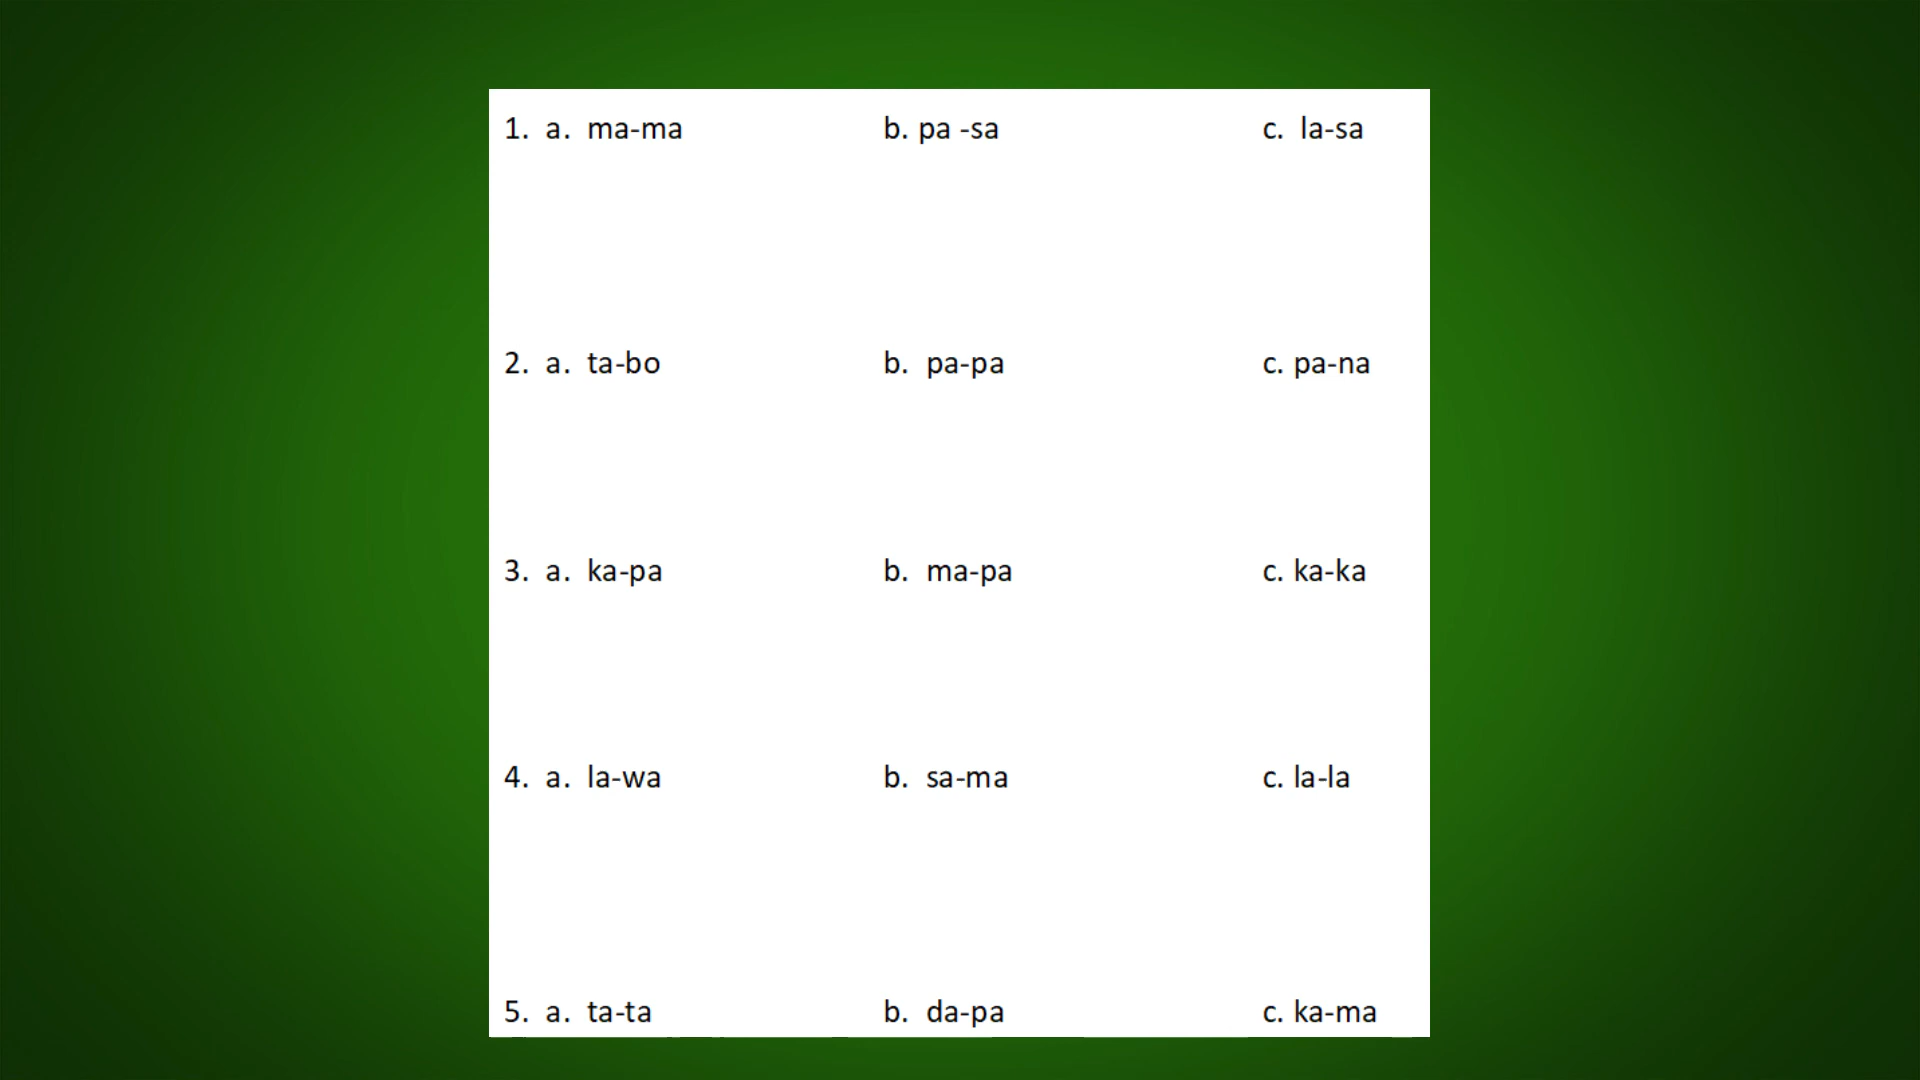 1. a. ma-ma b. pa -sa c. la-sa
2. a. ta-bo b. pa-pa c. pa-na
3. a. ka-pa b. ma-pa c. ka-ka
4. a. la-wa b. sa-ma c. la-la
5. a. ta-ta b. da-pa c. ka-ma